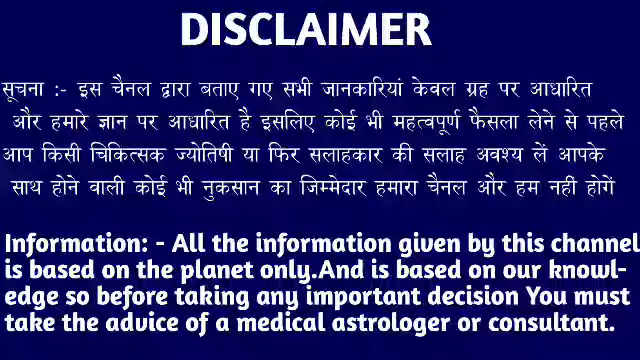 DISCLAIMER
सूचना :- इस चैनल द्वारा बताए गए सभी जानकारियां केवल ग्रह पर आधारित
और हमारे ज्ञान पर आधारित है इसलिए कोई भी महत्वपूर्ण फैसला लेने से पहले
आप किसी चिकित्सक ज्योतिषी या फिर सलाहकार की सलाह अवश्य लें आपके
साथ होने वाली कोई भी नुकसान का जिम्मेदार हमारा चैनल और हम नहीं होगें
Information: - All the information given by this channel
is based on the planet only.And is based on our knowl-
edge so before taking any important decision You must
take the advice of a medical astrologer or consultant.